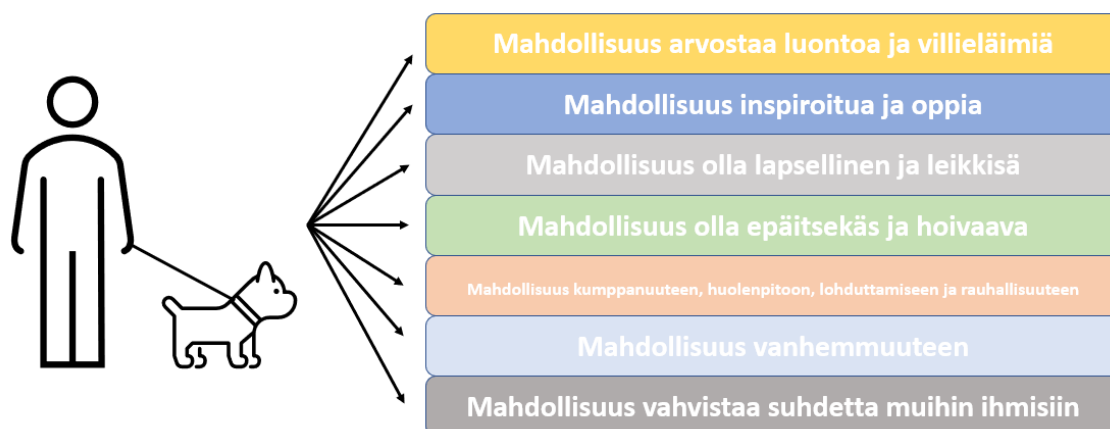 Mahdollisuus arvostaa luontoa ja villieläimiä
Mahdollisuus inspiroitua ja oppia
Mahdollisuus olla lapsellinen ja leikkisä
Mahdollisuus olla epäitsekäs ja hoivaava
Mahdollisuus kumppanuuteen, huolenpitoon, lohduttamiseen ja rauhallisuuteen
Mahdollisuus vanhemmuuteen
Mahdollisuus vahvistaa suhdetta muihin ihmisiin